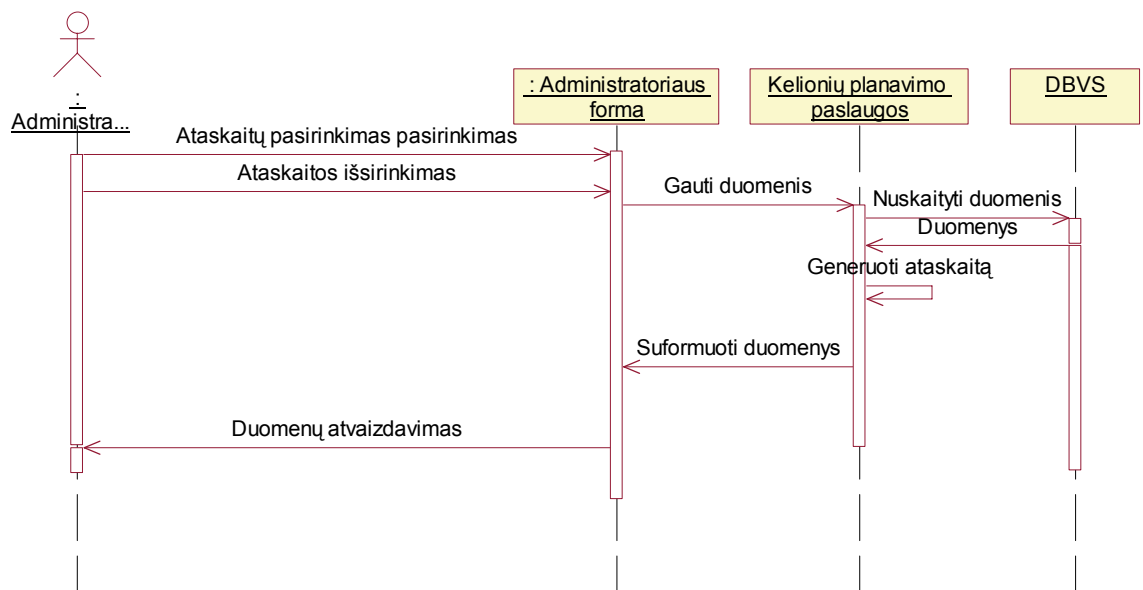 :
Administra...
: Administratoriaus
forma
Kelionių planavimo
paslaugos
DBVS
Ataskaitų pasirinkimas pasirinkimas
Ataskaitos išsirinkimas
Gauti duomenis
Nuskaityti duomenis
Duomenys
Generuoti ataskaitą
Suformuoti duomenys
Duomenų atvaizdavimas